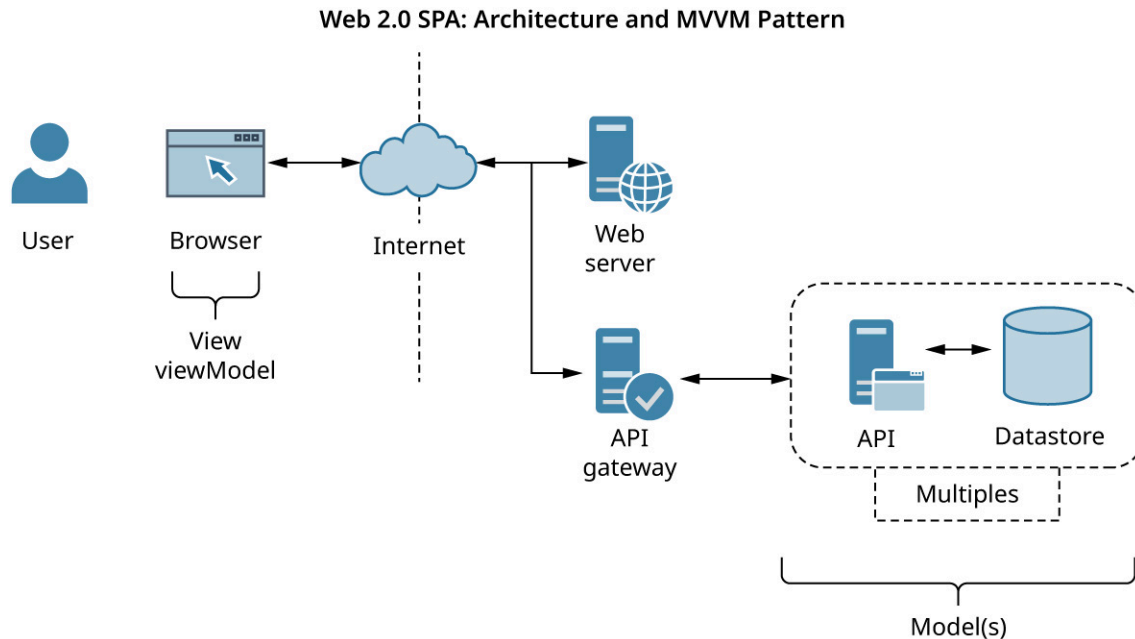 Web 2.0 SPA: Architecture and MVVM Pattern
User
Browser
Internet
Web
server
View
viewModel
API
gateway
API
Datastore
Multiples
Model(s)